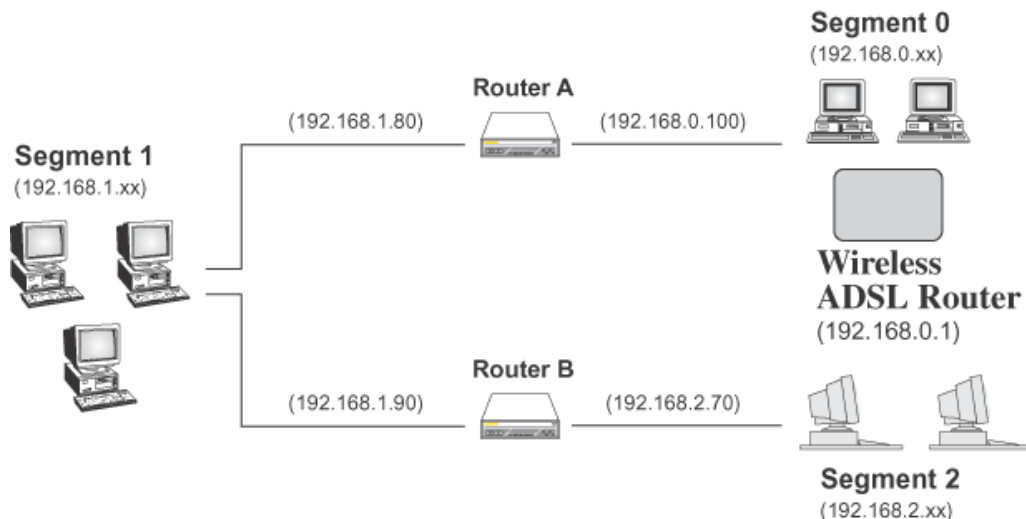 Segment 0
(192.168.0.xx)
Router A
(192.168.1.80)
(192.168.0.100)
Segment 1
(192.168.1.xx)
Wireless
ADSL Router
(192.168.0.1)
Router B
(192.168.1.90)
(192.168.2.70)
Segment 2
(192.168.2.xx)